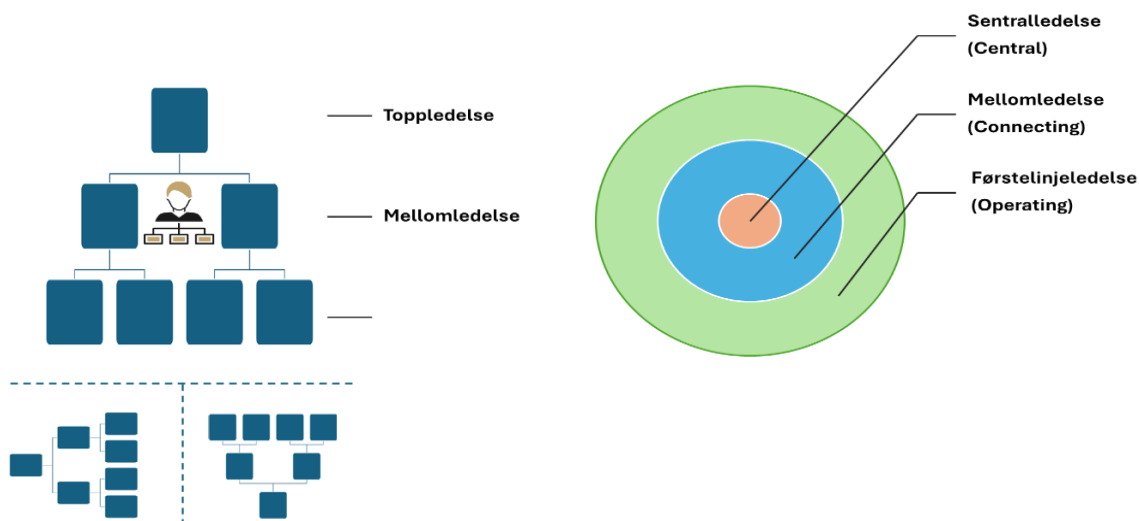 Toppledelse
Mellomledelse
Sentralledelse
(Central)
Mellomledelse
(Connecting)
Førstelinjeledelse
(Operating)